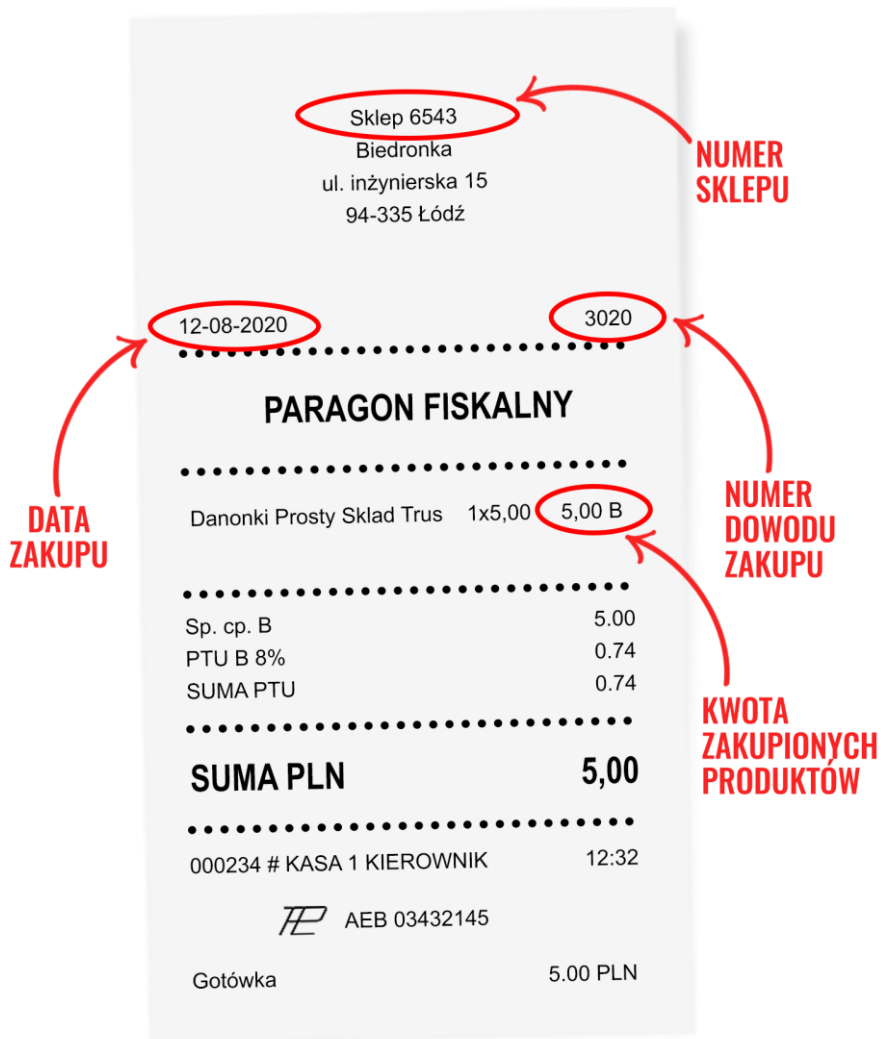 Sklep 6543
Biedronka
ul. inżynierska 15
94-335 Łódź
NUMER
SKLEPU
12-08-2020 3020
PARAGON FISKALNY
Danonki Prosty Sklad Trus 1x5,00 5,00 B
DATA
ZAKUPU
NUMER
DOWODU
ZAKUPU
Sp. cp. B 5.00
PTU B 8% 0.74
SUMA PTU 0.74
KWOTA
ZAKUPIONYCH
PRODUKTÓW
SUMA PLN 5,00
000234 # KASA 1 KIEROWNIK 12:32
AEB 03432145
Gotówka 5.00 PLN